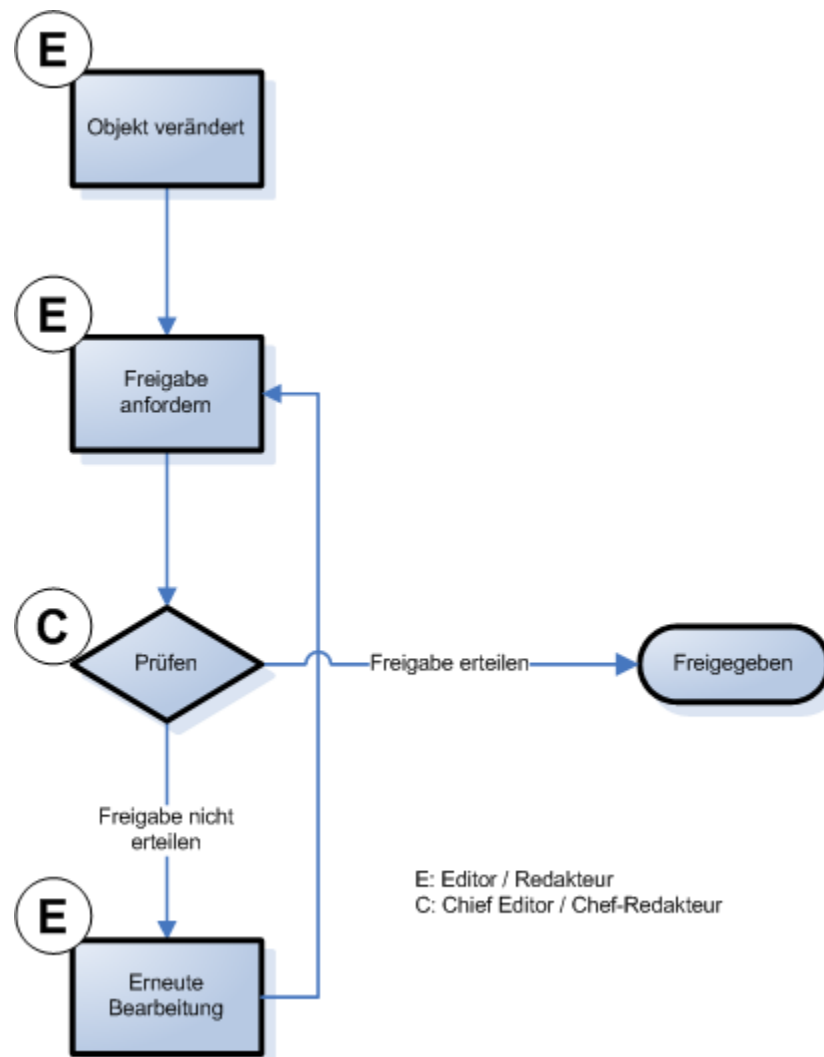 E
Objekt verändert
E
Freigabe
anfordern
C
Prüfen
Freigabe erteilen
Freigegeben
Freigabe nicht
erteilen
E: Editor / Redakteur
C: Chief Editor / Chef-Redakteur
E
Erneute
Bearbeitung